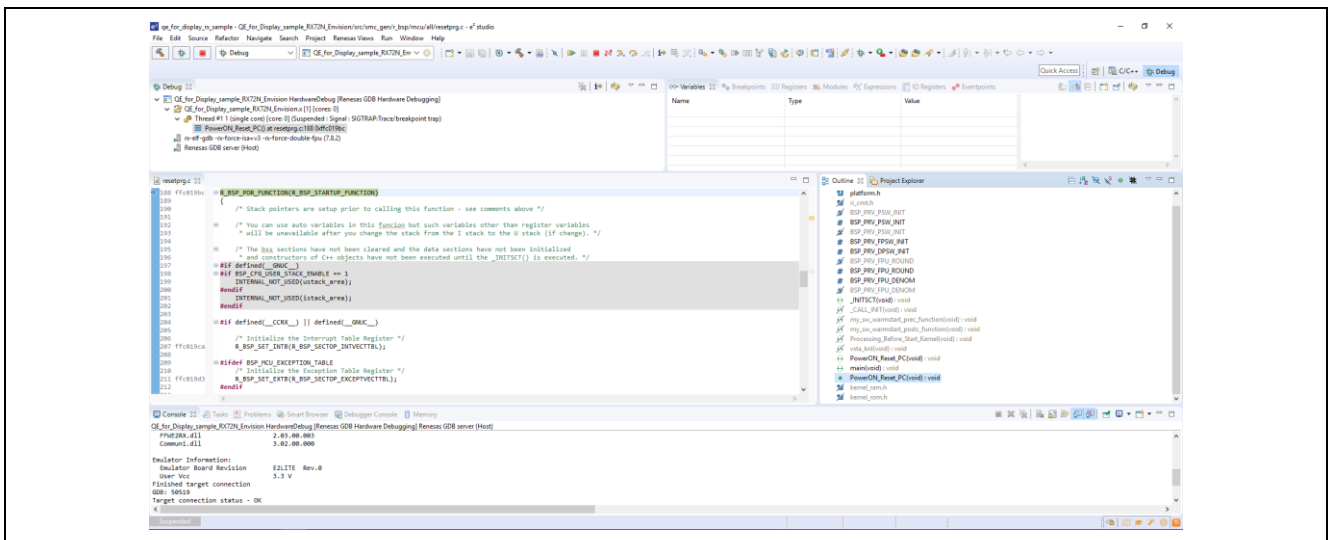 qe_for_display_rx_sample - QE_for_Display_sample_RX72N_Envision/src/smc_gen/r_bsp/mcu/all/resetprg.c - e² studio
File Edit Source Refactor Navigate Search Project Renesas Views Run Window Help
Debug
QE_for_Display_sample_RX72N_En
Quick Access
C/C++
Debug
Debug
QE_for_Display_sample_RX72N_Envision HardwareDebug [Renesas GDB Hardware Debugging]
QE_for_Display_sample_RX72N_Envision.x [1] [cores: 0]
Thread #1 1 (single core) [core: 0] (Suspended : Signal : SIGTRAP:Trace/breakpoint trap)
PowerON_Reset_PC() at resetprg.c:188 0xffc019bc
rx-elf-gdb -rx-force-isa=v3 -rx-force-double-fpu (7.8.2)
Renesas GDB server (Host)
Variables Breakpoints Registers Modules Expressions IO Registers Eventpoints
Name Type Value
resetprg.c
188 ffc019bc R_BSP_POR_FUNCTION(R_BSP_STARTUP_FUNCTION)
189 {
190 /* Stack pointers are setup prior to calling this function - see comments above */
191
192 /* You can use auto variables in this funcion but such variables other than register variables
193 * will be unavailable after you change the stack from the I stack to the U stack (if change). */
194
195 /* The bss sections have not been cleared and the data sections have not been initialized
196 * and constructors of C++ objects have not been executed until the _INITSCT() is executed. */
197 #if defined(__GNUC__)
198 #if BSP_CFG_USER_STACK_ENABLE == 1
199 INTERNAL_NOT_USED(ustack_area);
200 #endif
201 INTERNAL_NOT_USED(istack_area);
202 #endif
203
204 #if defined(__CCRX__) || defined(__GNUC__)
205
206 /* Initialize the Interrupt Table Register */
207 ffc019ca R_BSP_SET_INTB(R_BSP_SECTOP_INTVECTTBL);
208
209 #ifdef BSP_MCU_EXCEPTION_TABLE
210 /* Initialize the Exception Table Register */
211 ffc019d3 R_BSP_SET_EXTB(R_BSP_SECTOP_EXCEPTVECTTBL);
212 #endif
Outline Project Explorer
platform.h
ri_cmt.h
BSP_PRV_PSW_INIT
BSP_PRV_PSW_INIT
BSP_PRV_PSW_INIT
BSP_PRV_FPSW_INIT
BSP_PRV_DPSW_INIT
BSP_PRV_FPU_ROUND
BSP_PRV_FPU_ROUND
BSP_PRV_FPU_DENOM
BSP_PRV_FPU_DENOM
_INITSCT(void) : void
_CALL_INIT(void) : void
my_sw_warmstart_prec_function(void) : void
my_sw_warmstart_postc_function(void) : void
Processing_Before_Start_Kernel(void) : void
vsta_knl(void) : void
PowerON_Reset_PC(void) : void
main(void) : void
PowerON_Reset_PC(void) : void
kernel_ram.h
kernel_rom.h
Console Tasks Problems Smart Browser Debugger Console Memory
QE_for_Display_sample_RX72N_Envision HardwareDebug [Renesas GDB Hardware Debugging] Renesas GDB server (Host)
FFWE2RX.dll 2.03.00.003
Communi.dll 3.02.00.000
Emulator Information:
Emulator Board Revision E2LITE Rev.0
User Vcc 3.3 V
Finished target connection
GDB: 50519
Target connection status - OK
Suspended